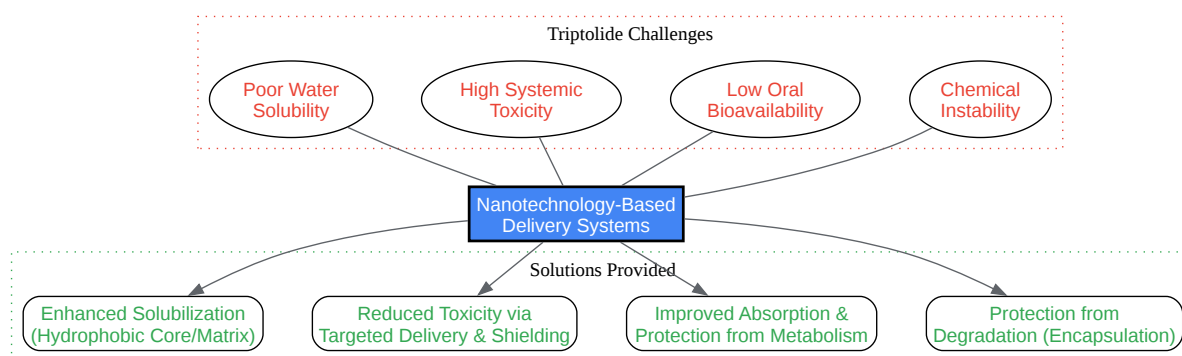 Triptolide Challenges
Poor Water
Solubility
High Systemic
Toxicity
Low Oral
Bioavailability
Chemical
Instability
Nanotechnology-Based
Delivery Systems
Solutions Provided
Enhanced Solubilization
(Hydrophobic Core/Matrix)
Reduced Toxicity via
Targeted Delivery & Shielding
Improved Absorption &
Protection from Metabolism
Protection from
Degradation (Encapsulation)